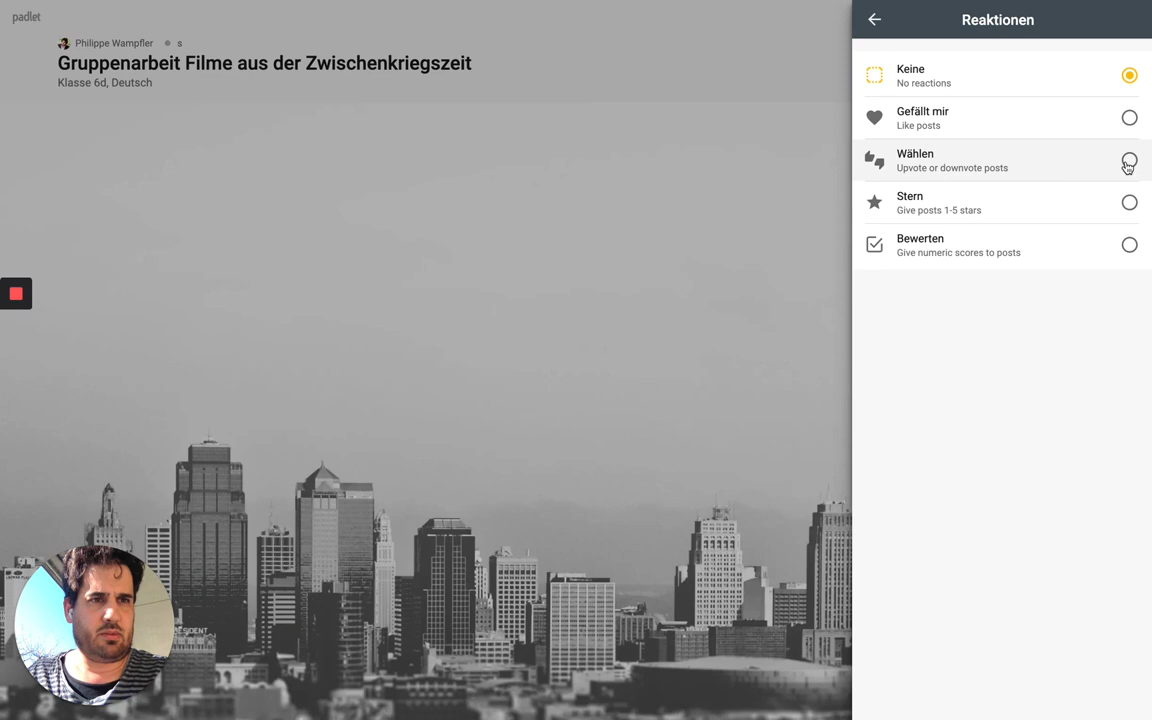 padlet
Philippe Wampfler s
Gruppenarbeit Filme aus der Zwischenkriegszeit
Klasse 6d, Deutsch
Reaktionen
Keine
No reactions
Gefällt mir
Like posts
Wählen
Upvote or downvote posts
Stern
Give posts 1-5 stars
Bewerten
Give numeric scores to posts